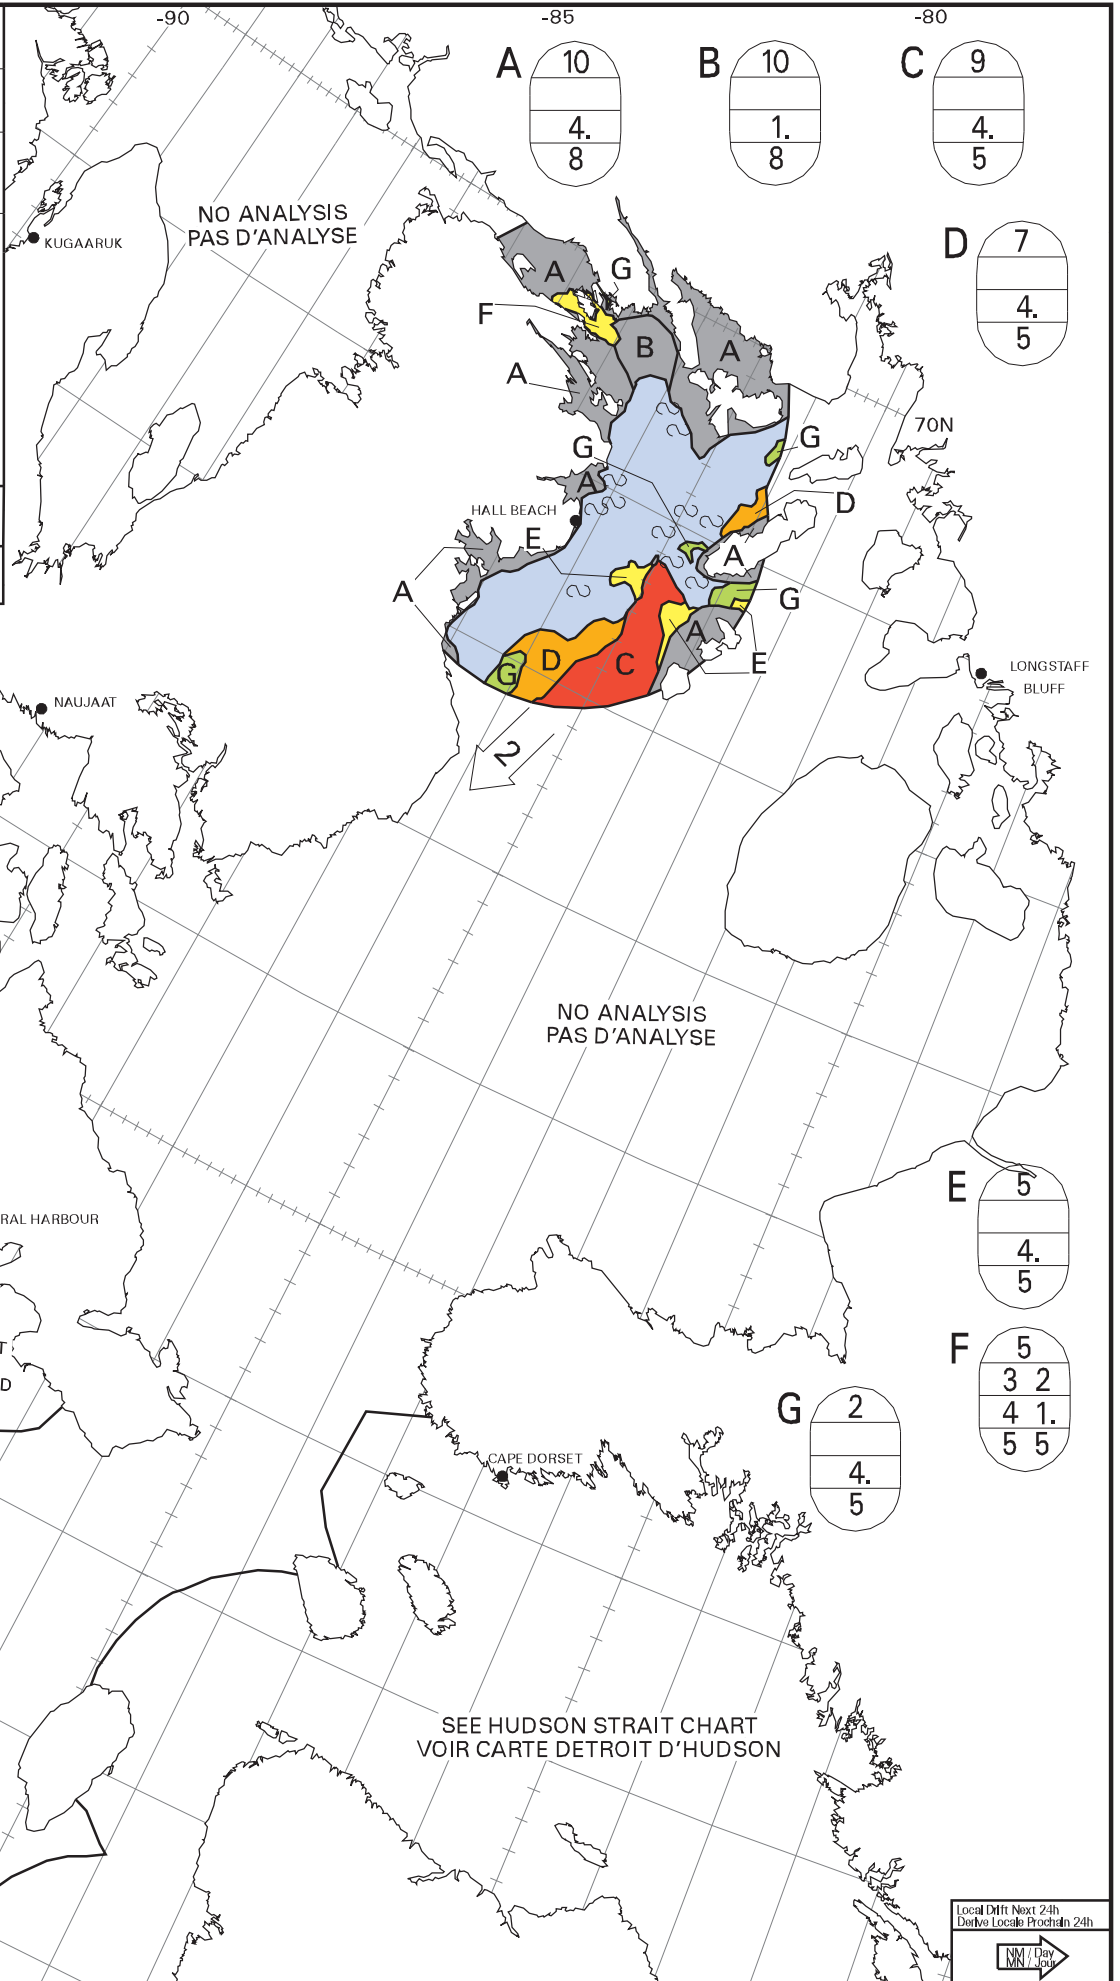 -90
-85
-80
A
10
4.
8
B
10
1.
8
C
9
4.
5
D
7
4.
5
NO ANALYSIS
PAS D'ANALYSE
KUGAARUK
A
G
F
B
A
A
70N
G
G
A
HALL BEACH
E
D
A
A
G
A
E
D
C
G
LONGSTAFF
BLUFF
NAUJAAT
2
NO ANALYSIS
PAS D'ANALYSE
E
5
4.
5
RAL HARBOUR
T
D
F
5
3 2
4 1.
5 5
G
2
4.
5
CAPE DORSET
SEE HUDSON STRAIT CHART
VOIR CARTE DETROIT D'HUDSON
Local Drift Next 24h
Derive Locale Prochain 24h
NM / Day
MN / Jour